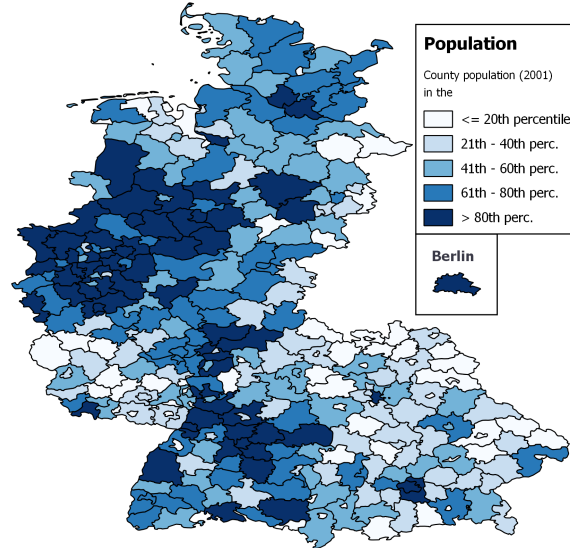 Population
County population (2001)
in the
<= 20th percentile
21th - 40th perc.
41th - 60th perc.
61th - 80th perc.
> 80th perc.
Berlin